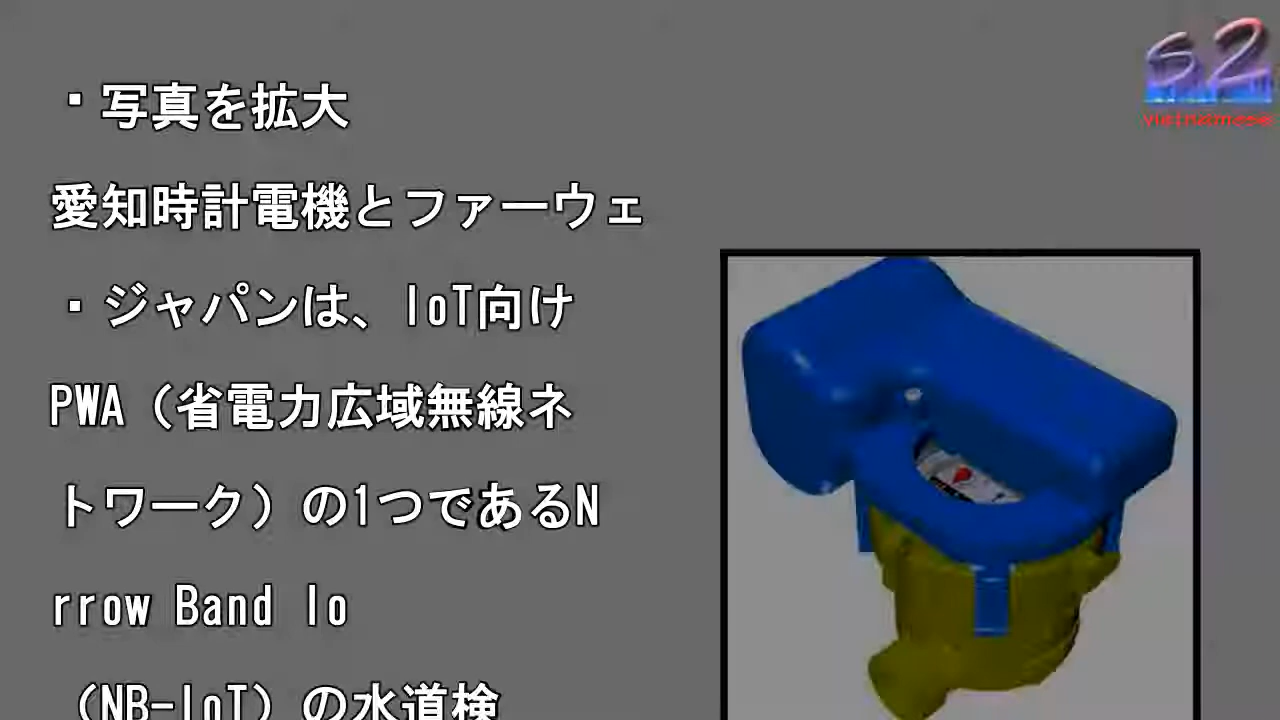 ・写真を拡大
愛知時計電機とファーウェ
・ジャパンは、IoT向け
PWA（省電力広域無線ネ
トワーク）の1つであるN
rrow Band Io
（NB-IoT）の水道検
S2
vietnamese